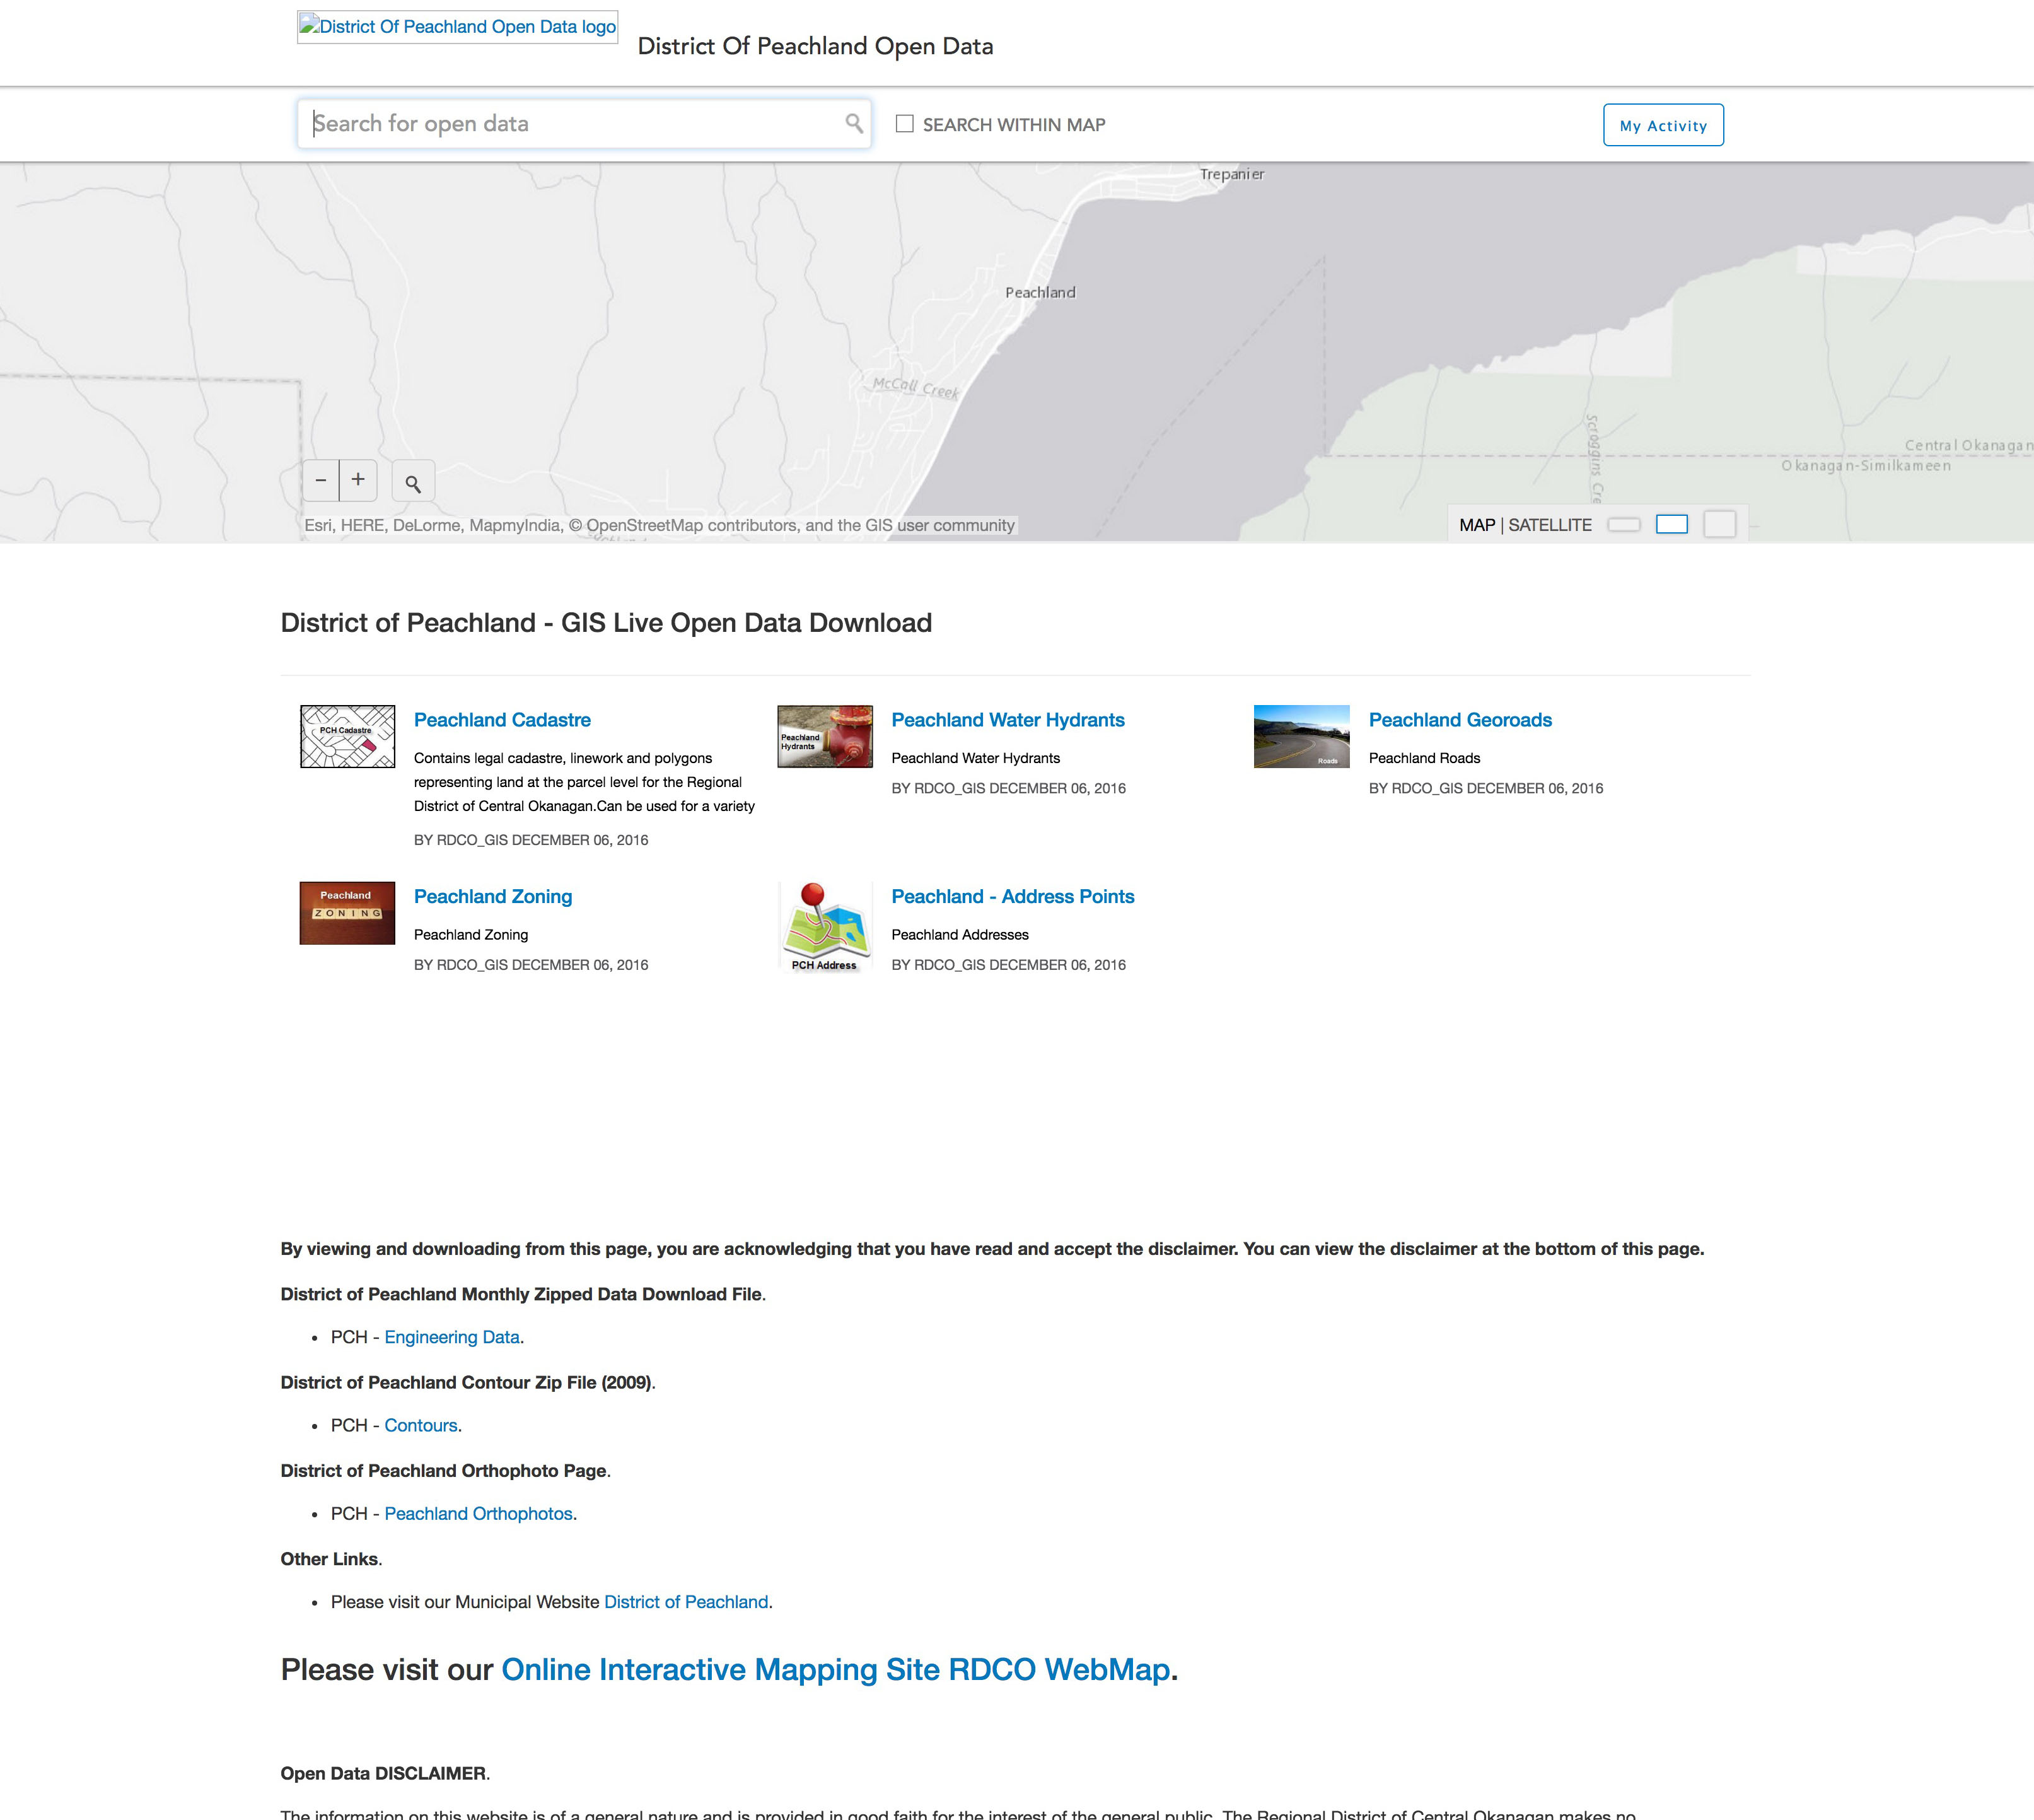 District Of Peachland Open Data logo
District Of Peachland Open Data
Search for open data
SEARCH WITHIN MAP
My Activity
Trepanier
Peachland
McCall Creek
Scroggins Cre
Central Okanagan
Okanagan-Similkameen
− +
Esri, HERE, DeLorme, MapmyIndia, © OpenStreetMap contributors, and the GIS user community
MAP | SATELLITE
District of Peachland - GIS Live Open Data Download
PCH Cadastre
Peachland Cadastre
Contains legal cadastre, linework and polygons
representing land at the parcel level for the Regional
District of Central Okanagan.Can be used for a variety
BY RDCO_GIS DECEMBER 06, 2016
Peachland
Hydrants
Peachland Water Hydrants
Peachland Water Hydrants
BY RDCO_GIS DECEMBER 06, 2016
Roads
Peachland Georoads
Peachland Roads
BY RDCO_GIS DECEMBER 06, 2016
Peachland
ZONING
Peachland Zoning
Peachland Zoning
BY RDCO_GIS DECEMBER 06, 2016
PCH Address
Peachland - Address Points
Peachland Addresses
BY RDCO_GIS DECEMBER 06, 2016
By viewing and downloading from this page, you are acknowledging that you have read and accept the disclaimer. You can view the disclaimer at the bottom of this page.
District of Peachland Monthly Zipped Data Download File.
• PCH - Engineering Data.
District of Peachland Contour Zip File (2009).
• PCH - Contours.
District of Peachland Orthophoto Page.
• PCH - Peachland Orthophotos.
Other Links.
• Please visit our Municipal Website District of Peachland.
Please visit our Online Interactive Mapping Site RDCO WebMap.
Open Data DISCLAIMER.
The information on this website is of a general nature and is provided in good faith for the interest of the general public. The Regional District of Central Okanagan makes no